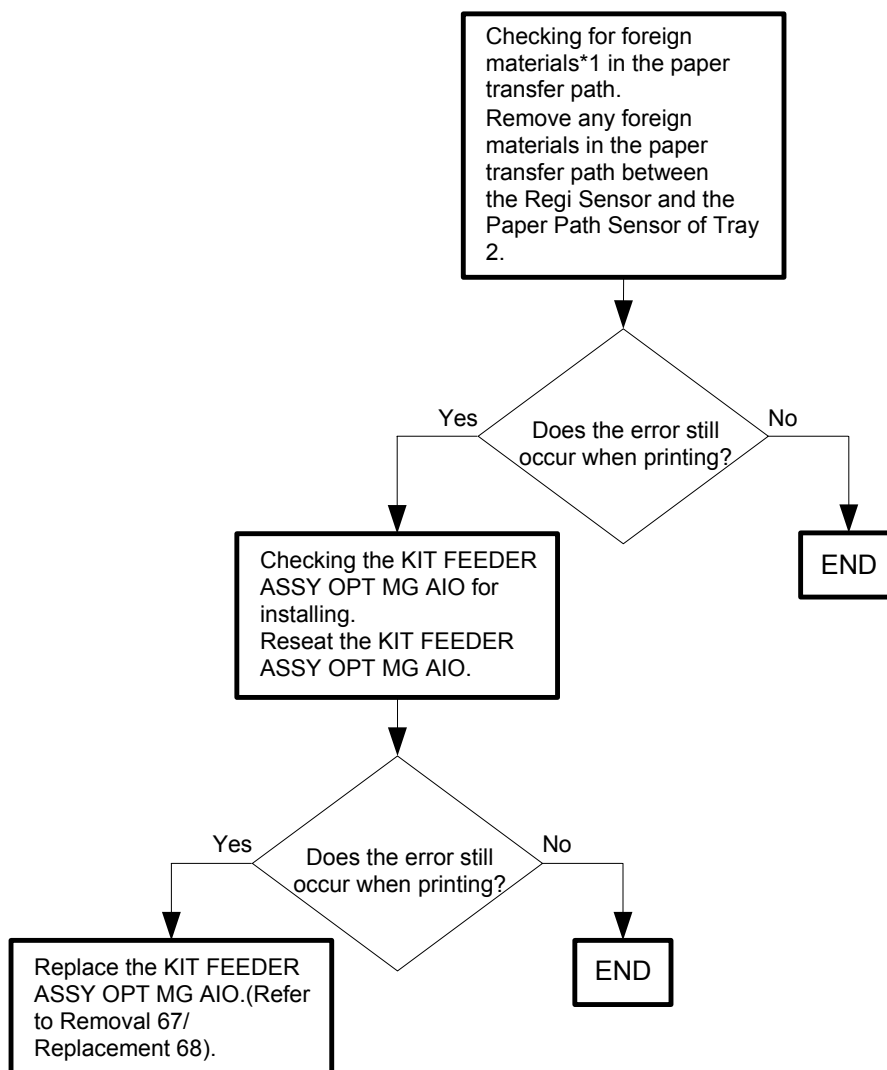 Checking for foreign
materials*1 in the paper
transfer path.
Remove any foreign
materials in the paper
transfer path between
the Regi Sensor and the
Paper Path Sensor of Tray
2.
Yes
No
Does the error still
occur when printing?
Checking the KIT FEEDER
ASSY OPT MG AIO for
installing.
Reseat the KIT FEEDER
ASSY OPT MG AIO.
END
Yes
No
Does the error still
occur when printing?
Replace the KIT FEEDER
ASSY OPT MG AIO.(Refer
to Removal 67/
Replacement 68).
END